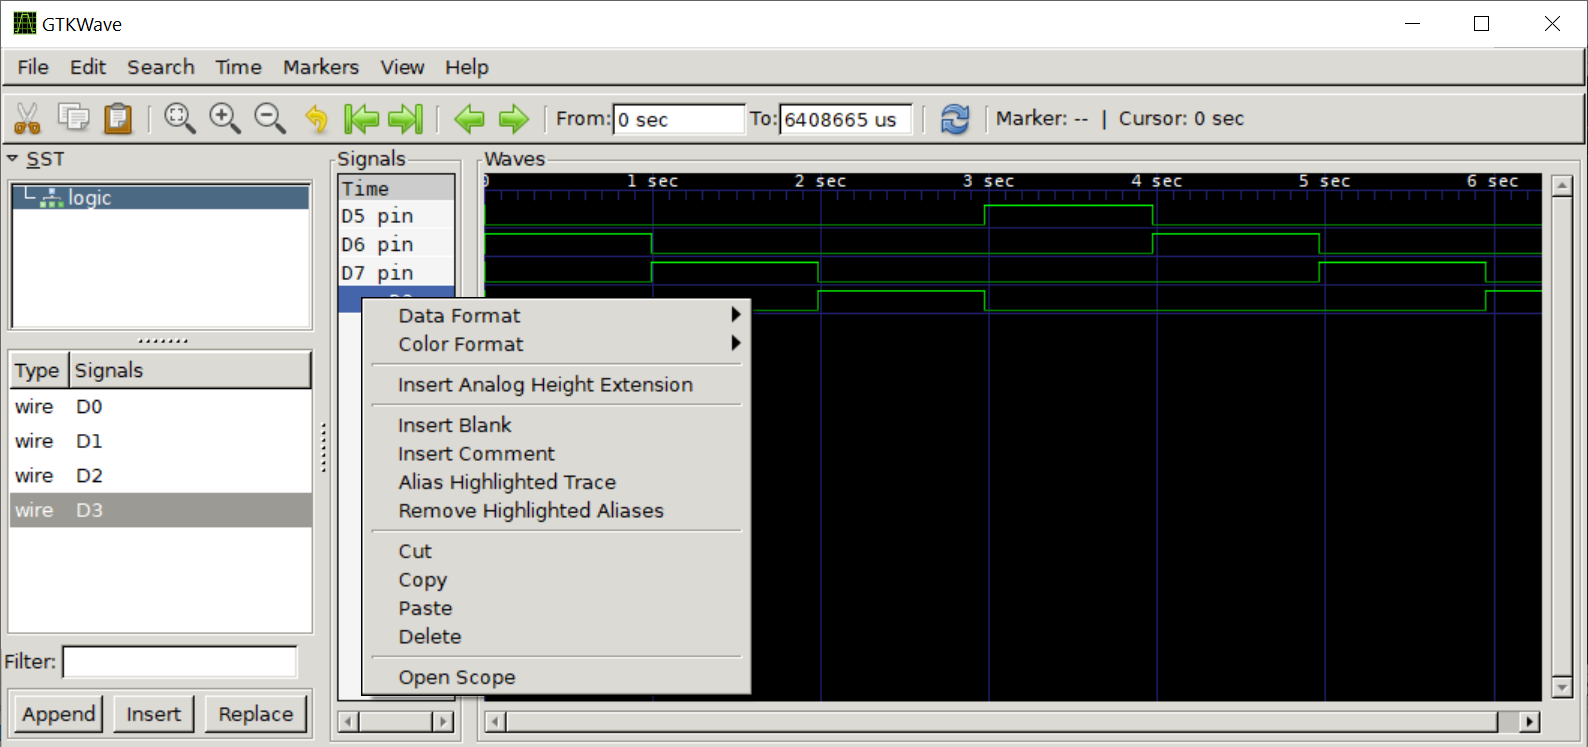 GTKWave
File Edit Search Time Markers View Help
From: 0 sec To: 6408665 us Marker: -- | Cursor: 0 sec
SST
logic
Type Signals
wire D0
wire D1
wire D2
wire D3
Filter:
Append Insert Replace
Signals
Time
D5 pin
D6 pin
D7 pin
Waves
0 1 sec 2 sec 3 sec 4 sec 5 sec 6 sec
Data Format
Color Format
Insert Analog Height Extension
Insert Blank
Insert Comment
Alias Highlighted Trace
Remove Highlighted Aliases
Cut
Copy
Paste
Delete
Open Scope